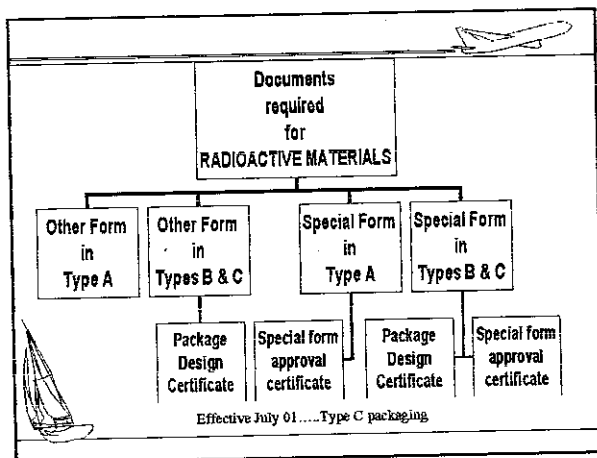 Documents
required
for
RADIOACTIVE MATERIALS
Other Form
in
Type A
Other Form
in
Types B & C
Special Form
in
Type A
Special Form
in
Types B & C
Package
Design
Certificate
Special form
approval
certificate
Package
Design
Certificate
Special form
approval
certificate
Effective July 01.....Type C packaging